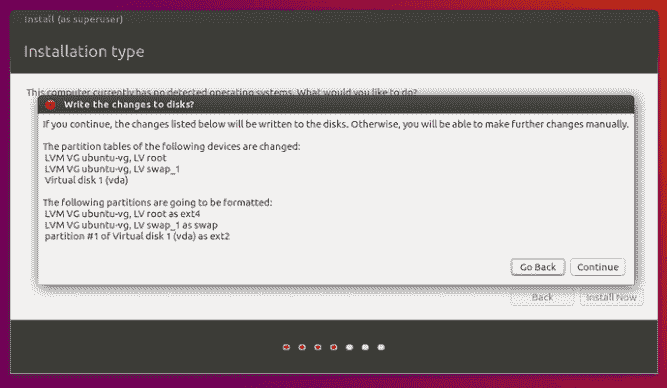 Install (as superuser)
Installation type
This computer currently has no detected operating systems. What would you like to do?
Write the changes to disks?
If you continue, the changes listed below will be written to the disks. Otherwise, you will be able to make further changes manually.
The partition tables of the following devices are changed:
LVM VG ubuntu-vg, LV root
LVM VG ubuntu-vg, LV swap_1
Virtual disk 1 (vda)
The following partitions are going to be formatted:
LVM VG ubuntu-vg, LV root as ext4
LVM VG ubuntu-vg, LV swap_1 as swap
partition #1 of Virtual disk 1 (vda) as ext2
Go Back Continue
Back Install Now